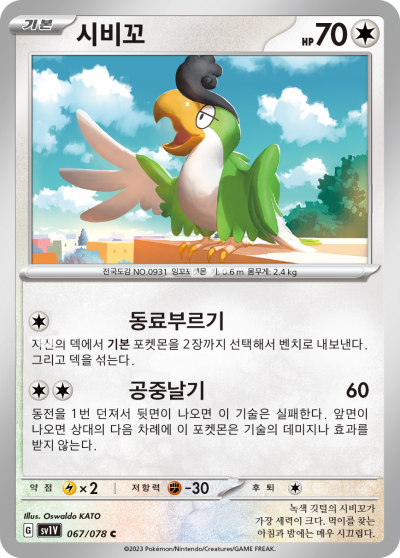 기본
시비꼬
HP 70
전국도감 NO.0931 잉꼬포켓몬 키: 0.6 m 몸무게: 2.4 kg
동료부르기
자신의 덱에서 기본 포켓몬을 2장까지 선택해서 벤치로 내보낸다.
그리고 덱을 섞는다.
공중날기 60
동전을 1번 던져서 뒷면이 나오면 이 기술은 실패한다. 앞면이
나오면 상대의 다음 차례에 이 포켓몬은 기술의 데미지나 효과를
받지 않는다.
약점 ×2 저항력 -30 후퇴
Illus. Oswaldo KATO
G sv1V 067/078 C
녹색 깃털의 시비꼬가
가장 세력이 크다. 먹이를 찾는
아침과 밤에는 매우 시끄럽다.
©2023 Pokémon/Nintendo/Creatures/GAME FREAK.